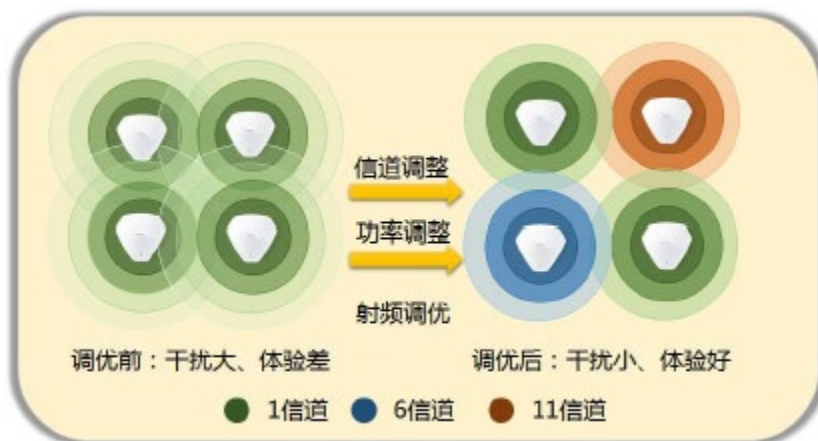 信道调整
功率调整
射频调优
调优前：干扰大、体验差
调优后：干扰小、体验好
1信道
6信道
11信道